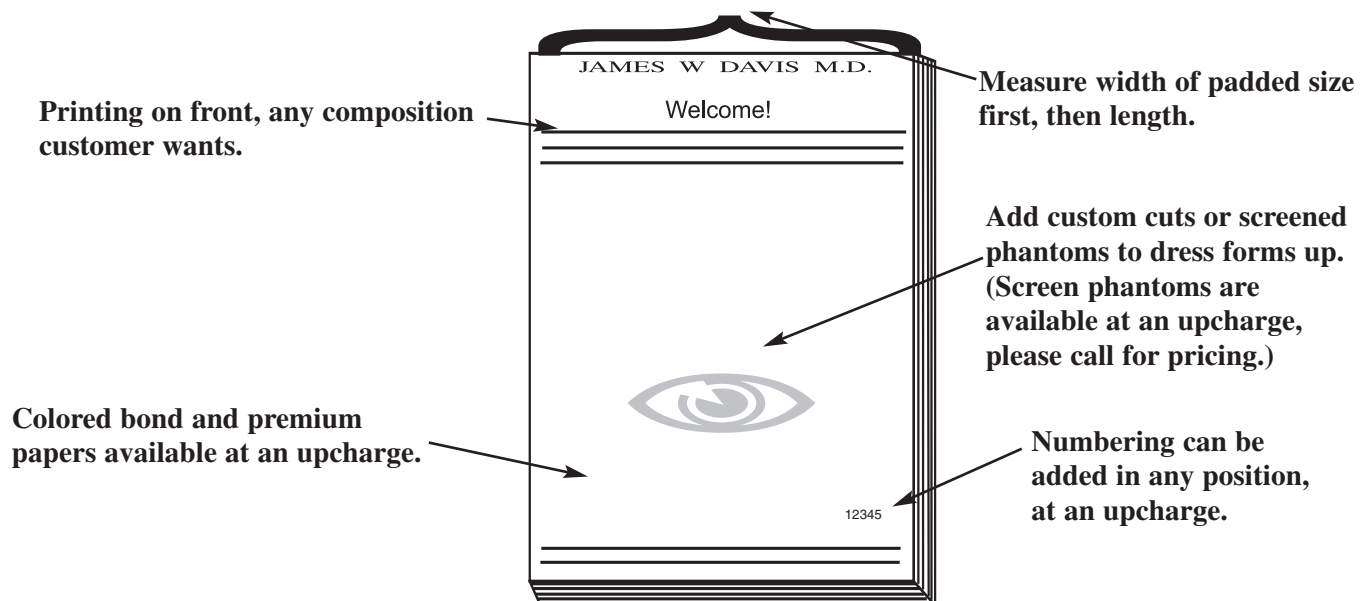 JAMES W DAVIS M.D.
Welcome!
Printing on front, any composition
customer wants.
Measure width of padded size
first, then length.
Add custom cuts or screened
phantoms to dress forms up.
(Screen phantoms are
available at an upcharge,
please call for pricing.)
Colored bond and premium
papers available at an upcharge.
Numbering can be
added in any position,
at an upcharge.
12345